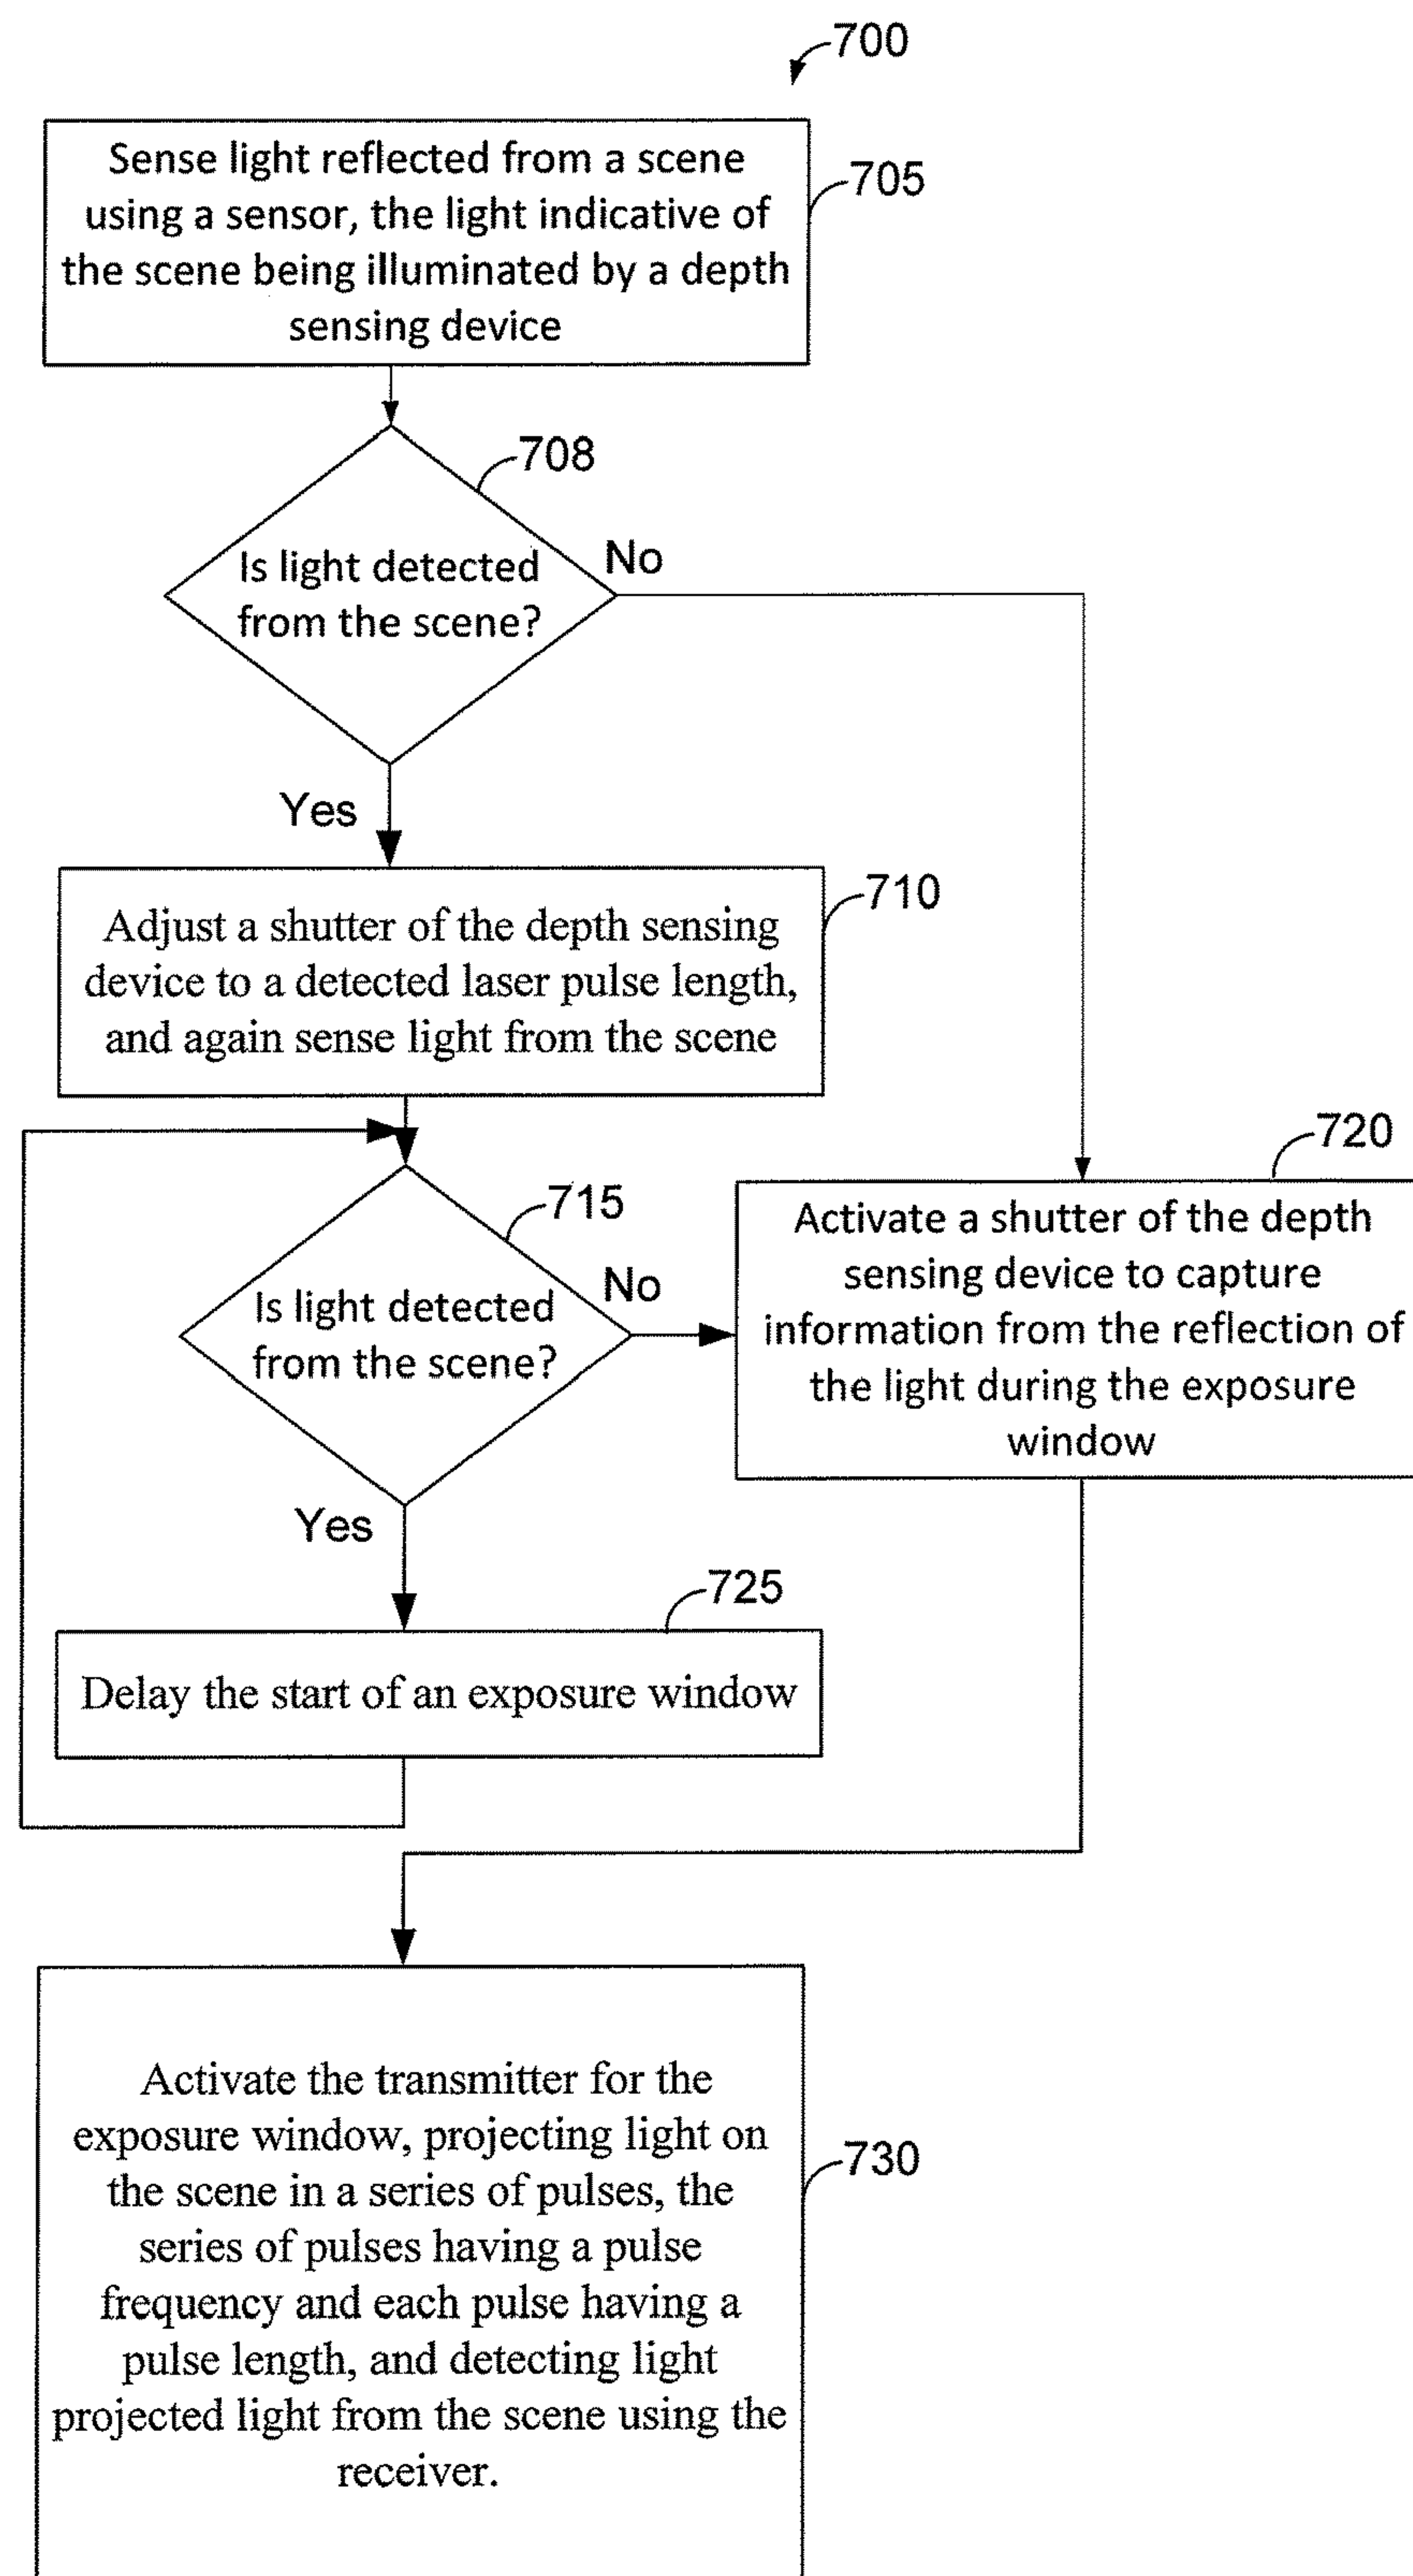 700
Sense light reflected from a scene
using a sensor, the light indicative of
the scene being illuminated by a depth
sensing device
705
708
Is light detected
from the scene?
No
Yes
Adjust a shutter of the depth sensing
device to a detected laser pulse length,
and again sense light from the scene
710
715
Is light detected
from the scene?
No
Yes
720
Activate a shutter of the depth
sensing device to capture
information from the reflection of
the light during the exposure
window
725
Delay the start of an exposure window
Activate the transmitter for the
exposure window, projecting light on
the scene in a series of pulses, the
series of pulses having a pulse
frequency and each pulse having a
pulse length, and detecting light
projected light from the scene using the
receiver.
730